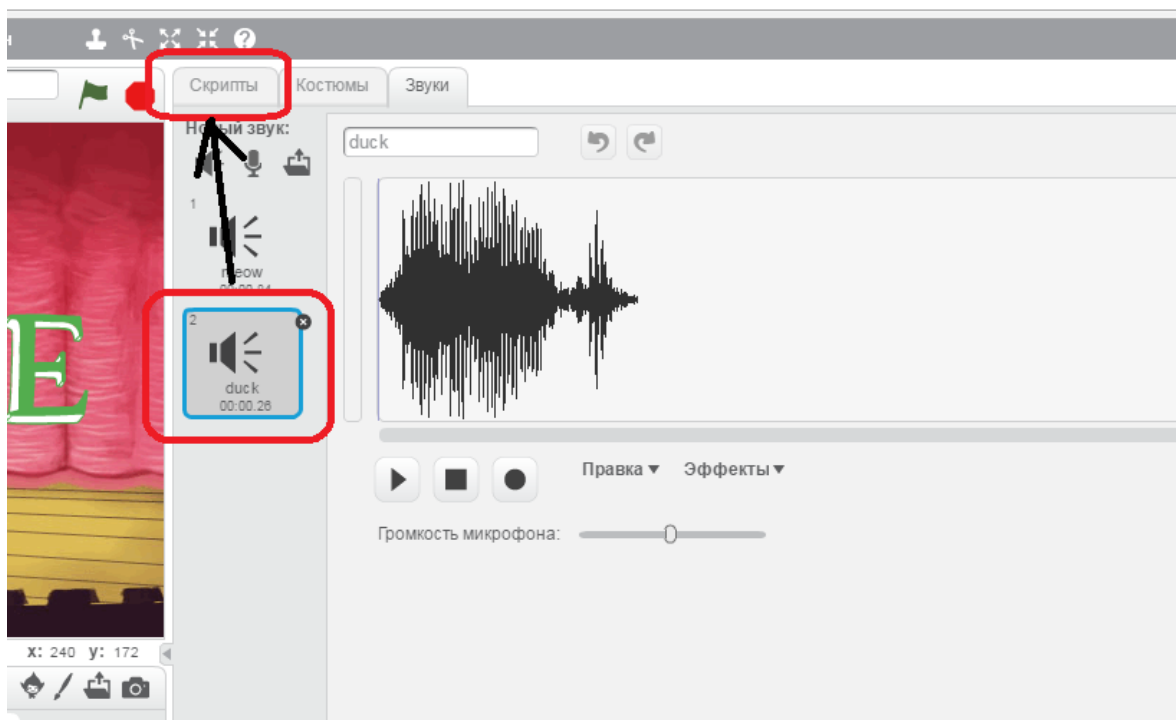 Скрипты Костюмы Звуки
Новый звук:
duck
1
meow
2
duck
00:00.26
E
Правка Эффекты
Громкость микрофона:
x: 240 y: 172